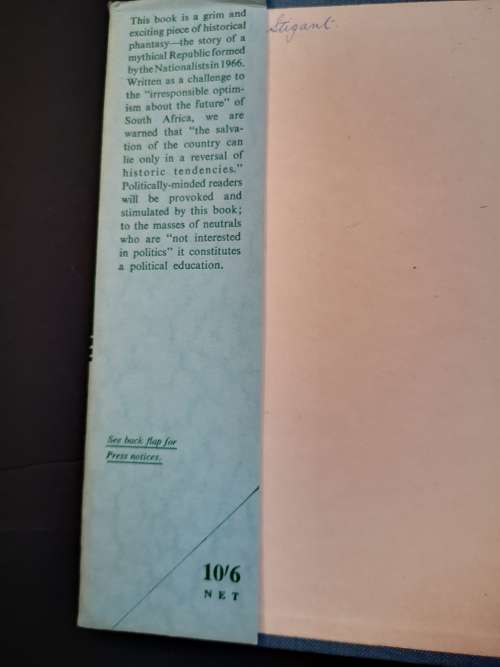 This book is a grim and
exciting piece of historical
phantasy—the story of a
mythical Republic formed
by the Nationalists in 1966.
Written as a challenge to
the "irresponsible optim-
ism about the future" of
South Africa, we are
warned that "the salva-
tion of the country can
lie only in a reversal of
historic tendencies."
Politically-minded readers
will be provoked and
stimulated by this book;
to the masses of neutrals
who are "not interested
in politics" it constitutes
a political education.
See back flap for
Press notices.
10/6
NET
Stigant.